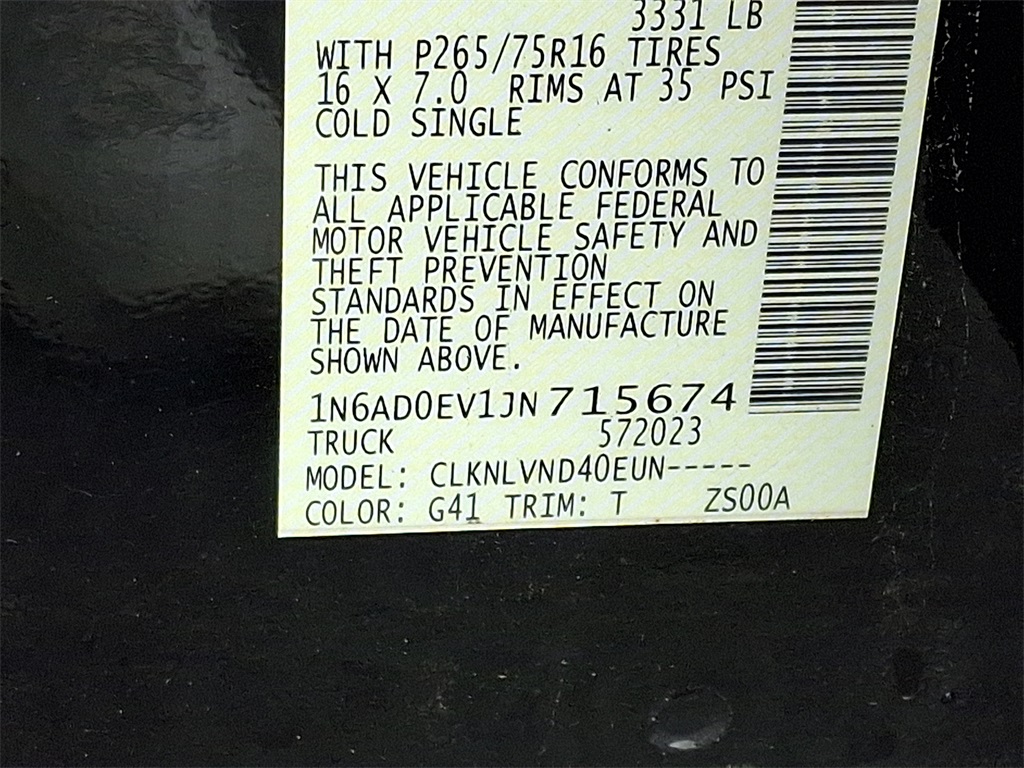 3331 LB
WITH P265/75R16 TIRES
16 X 7.0 RIMS AT 35 PSI
COLD SINGLE
THIS VEHICLE CONFORMS TO
ALL APPLICABLE FEDERAL
MOTOR VEHICLE SAFETY AND
THEFT PREVENTION
STANDARDS IN EFFECT ON
THE DATE OF MANUFACTURE
SHOWN ABOVE.
1N6AD0EV1JN715674
TRUCK 572023
MODEL: CLKNLVND40EUN-----
COLOR: G41 TRIM: T ZS00A